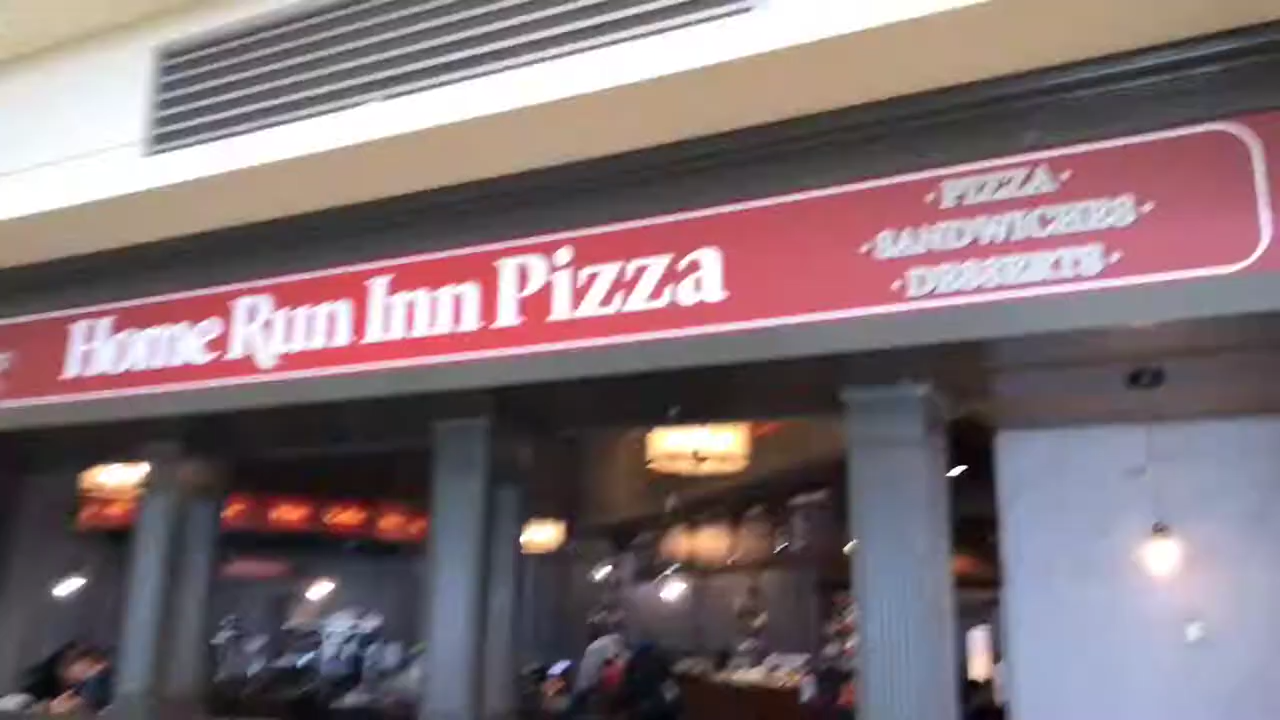 Home Run Inn Pizza
· PIZZA ·
· SANDWICHES ·
· DESSERTS ·